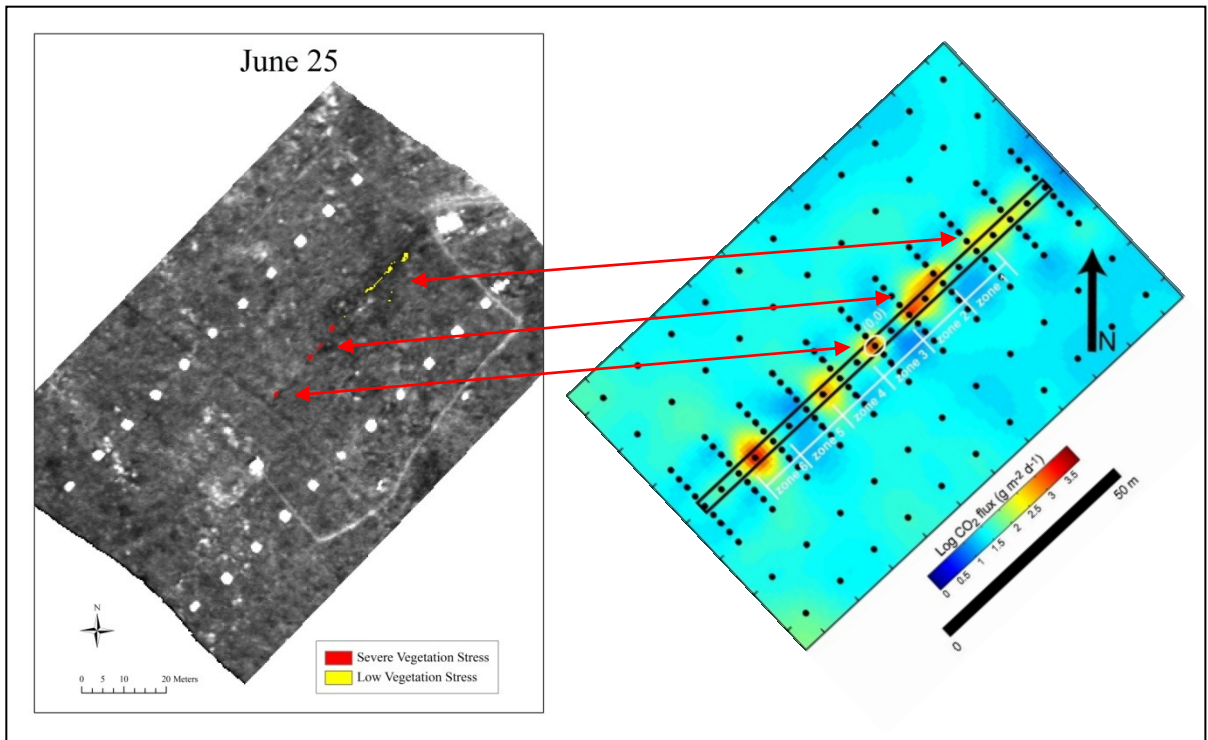 June 25
N
0 5 10 20 Meters
Severe Vegetation Stress
Low Vegetation Stress
(0,0)
zone 1
zone 2
zone 3
zone 4
zone 5
zone 6
N
Log CO2 flux (g m-2 d-1)
0 0.5 1 1.5 2 2.5 3 3.5
0 50 m